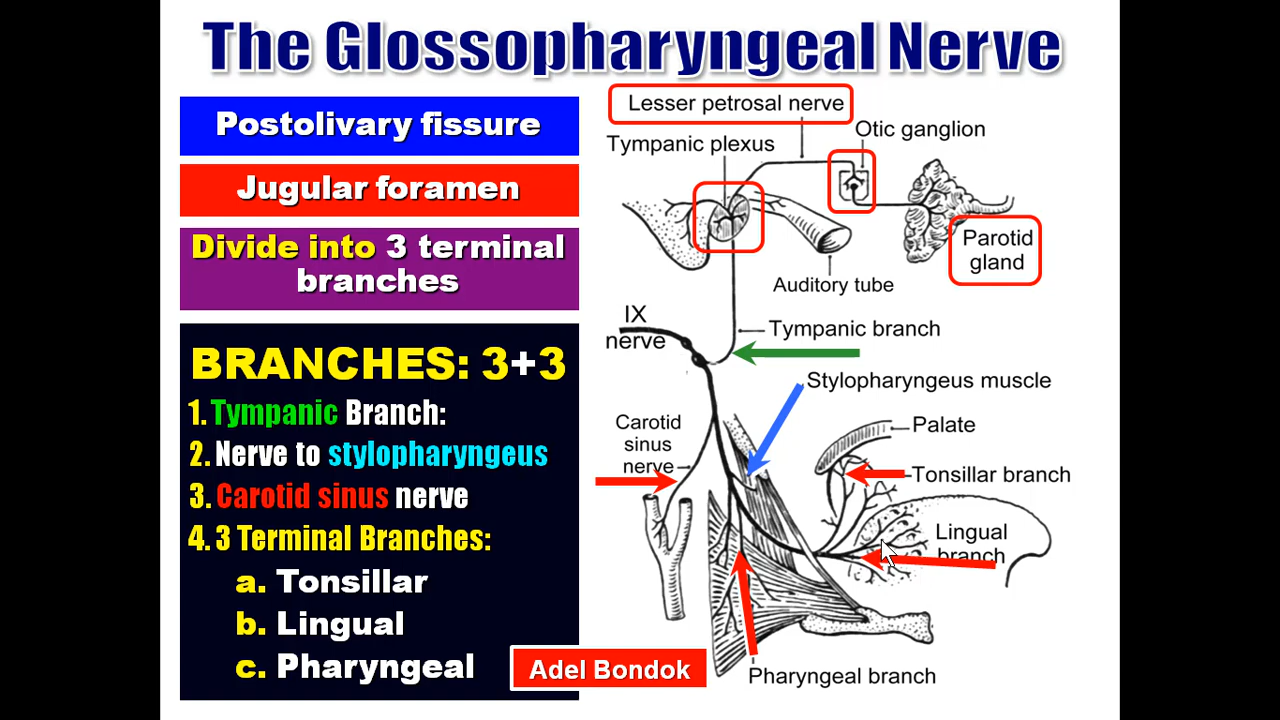 The Glossopharyngeal Nerve
Postolivary fissure
Jugular foramen
Divide into 3 terminal
branches
BRANCHES: 3+3
1. Tympanic Branch:
2. Nerve to stylopharyngeus
3. Carotid sinus nerve
4. 3 Terminal Branches:
a. Tonsillar
b. Lingual
c. Pharyngeal
Adel Bondok
Lesser petrosal nerve
Otic ganglion
Tympanic plexus
Parotid
gland
Auditory tube
IX
nerve
Tympanic branch
Stylopharyngeus muscle
Carotid
sinus
nerve
Palate
Tonsillar branch
Lingual
branch
Pharyngeal branch